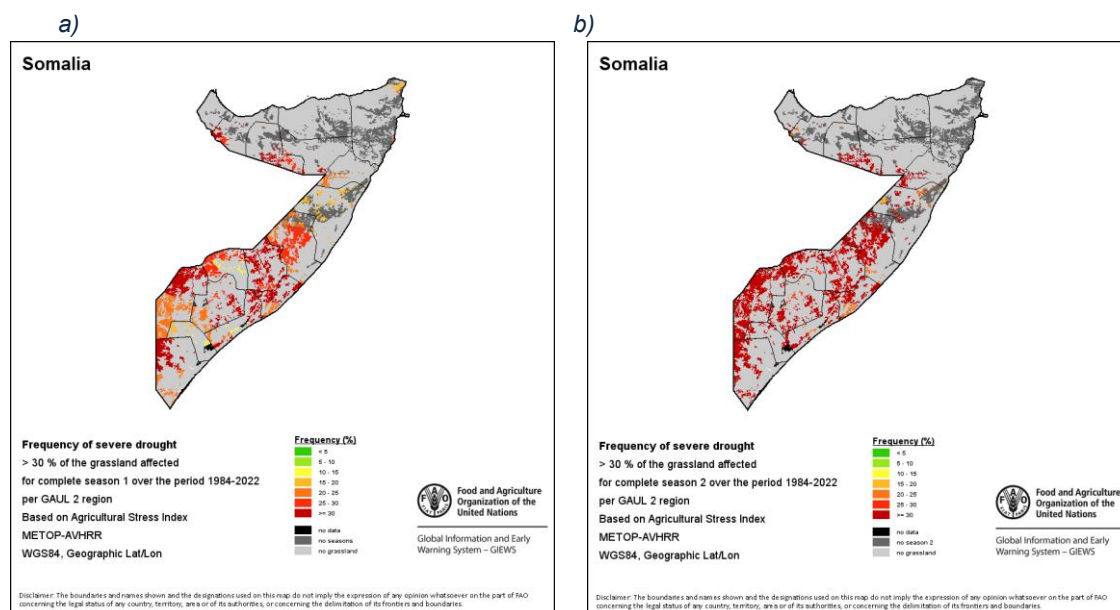 a)
Somalia
Frequency of severe drought
> 30 % of the grassland affected
for complete season 1 over the period 1984-2022
per GAUL 2 region
Based on Agricultural Stress Index
METOP-AVHRR
WGS84, Geographic Lat/Lon
Frequency (%)
< 5
5 - 10
10 - 15
15 - 20
20 - 25
25 - 30
>= 30
no data
no seasons
no grassland
FAO
FIAT PANIS
Food and Agriculture
Organization of the
United Nations
Global Information and Early
Warning System – GIEWS
Disclaimer: The boundaries and names shown and the designations used on this map do not imply the expression of any opinion whatsoever on the part of FAO
concerning the legal status of any country, territory, area or of its authorities, or concerning the delimitation of its frontiers and boundaries.
b)
Somalia
Frequency of severe drought
> 30 % of the grassland affected
for complete season 2 over the period 1984-2022
per GAUL 2 region
Based on Agricultural Stress Index
METOP-AVHRR
WGS84, Geographic Lat/Lon
Frequency (%)
< 5
5 - 10
10 - 15
15 - 20
20 - 25
25 - 30
>= 30
no data
no season 2
no grassland
FAO
FIAT PANIS
Food and Agriculture
Organization of the
United Nations
Global Information and Early
Warning System – GIEWS
Disclaimer: The boundaries and names shown and the designations used on this map do not imply the expression of any opinion whatsoever on the part of FAO
concerning the legal status of any country, territory, area or of its authorities, or concerning the delimitation of its frontiers and boundaries.